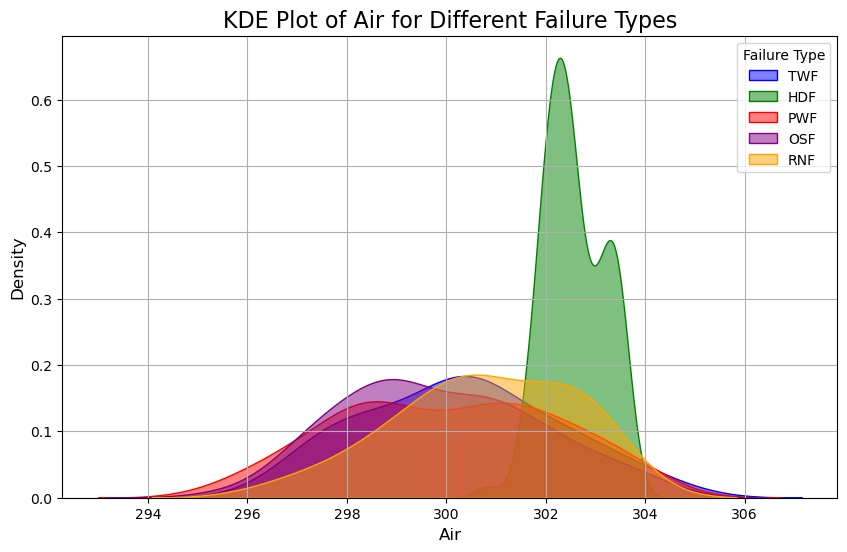 KDE Plot of Air for Different Failure Types
Failure Type
TWF
HDF
PWF
OSF
RNF
Density
0.6
0.5
0.4
0.3
0.2
0.1
0.0
294 296 298 300 302 304 306
Air